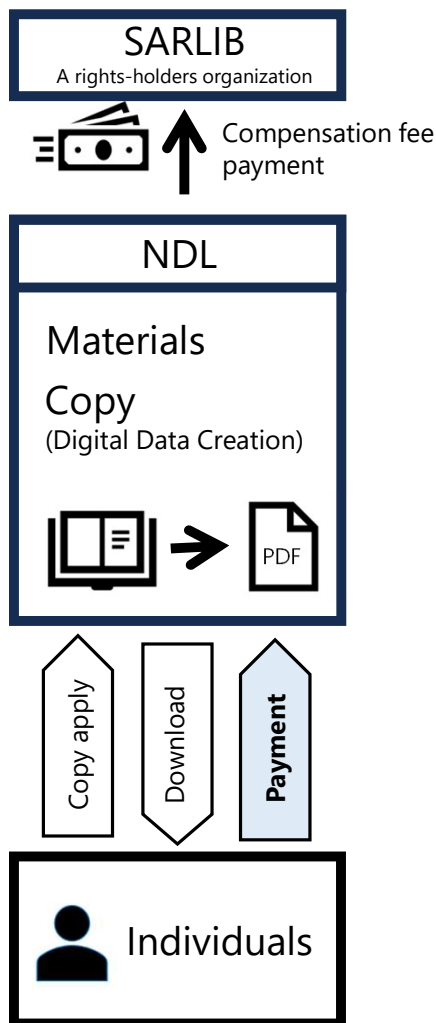 SARLIB
A rights-holders organization
Compensation fee
payment
NDL
Materials
Copy
(Digital Data Creation)
PDF
Copy apply
Download
Payment
Individuals